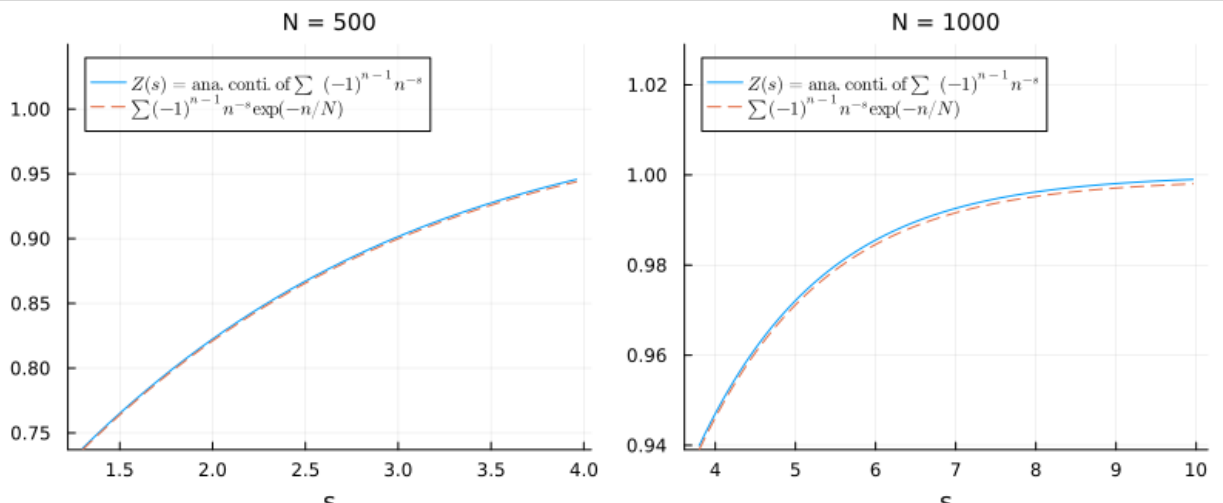 N = 500
Z(s) = ana. conti. of ∑ (−1)^{n−1} n^{−s}
∑(−1)^{n−1} n^{−s} exp(−n/N)
1.00
0.95
0.90
0.85
0.80
0.75
1.5 2.0 2.5 3.0 3.5 4.0
N = 1000
Z(s) = ana. conti. of ∑ (−1)^{n−1} n^{−s}
∑(−1)^{n−1} n^{−s} exp(−n/N)
1.02
1.00
0.98
0.96
0.94
4 5 6 7 8 9 10